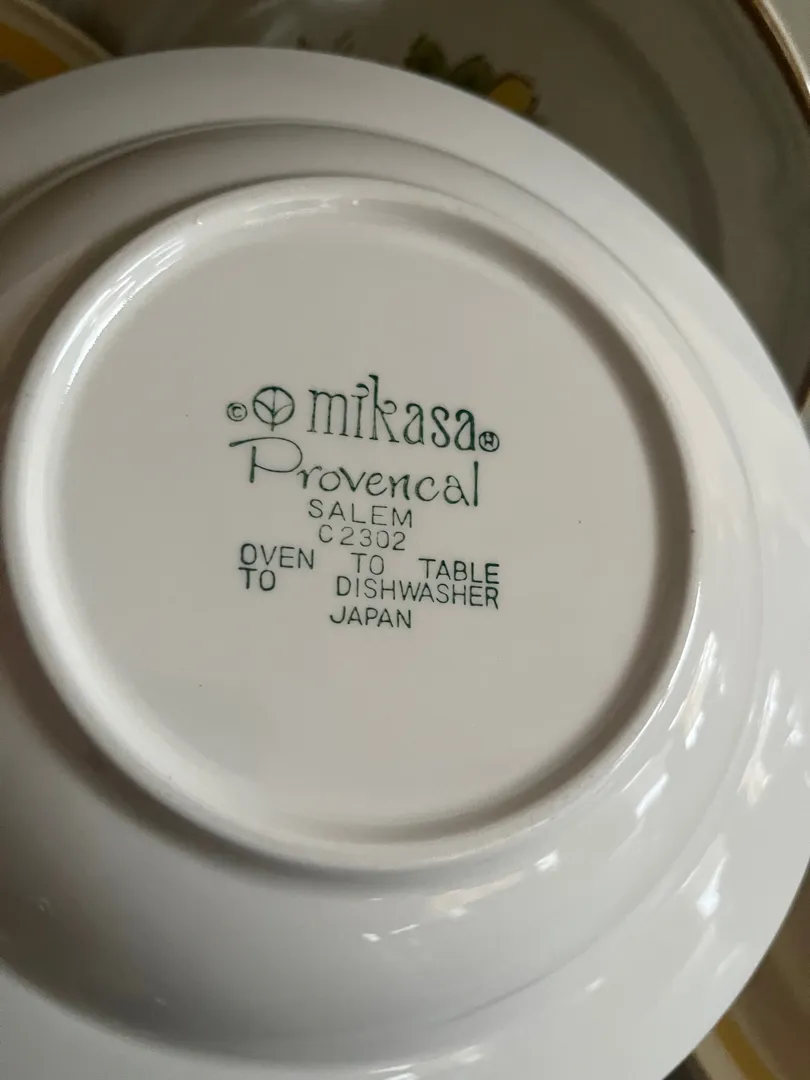 © mikasa®
Provencal
SALEM
C2302
OVEN TO TABLE
TO DISHWASHER
JAPAN